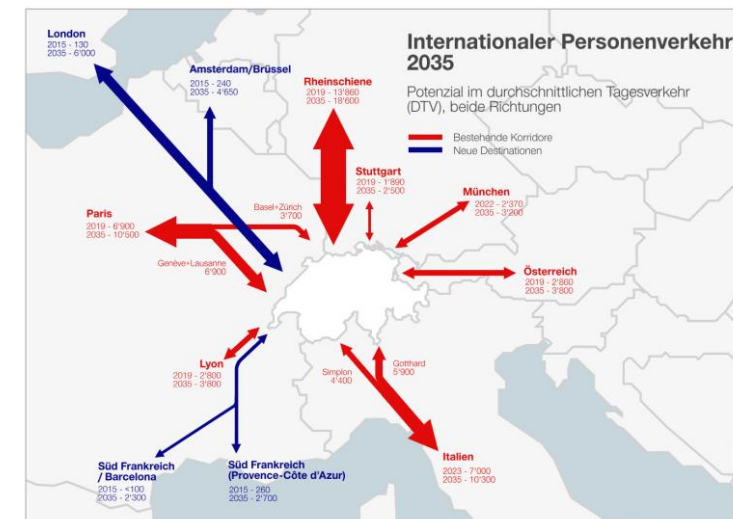 Internationaler Personenverkehr
2035
Potenzial im durchschnittlichen Tagesverkehr
(DTV), beide Richtungen
Bestehende Korridore
Neue Destinationen
London
2015 - 130
2035 - 6'000
Amsterdam/Brüssel
2015 - 240
2035 - 4'650
Rheinschiene
2019 - 13'860
2035 - 18'600
Stuttgart
2019 - 1'890
2035 - 2'500
München
2022 - 2'370
2035 - 3'200
Paris
2019 - 6'900
2035 - 10'500
Basel+Zürich
3'700
Genève+Lausanne
6'900
Österreich
2019 - 2'860
2035 - 3'800
Lyon
2019 - 2'800
2035 - 3'800
Simplon
4'400
Gotthard
5'900
Italien
2023 - 7'000
2035 - 10'300
Süd Frankreich
/ Barcelona
2015 - <100
2035 - 2'300
Süd Frankreich
(Provence-Côte d'Azur)
2015 - 260
2035 - 2'700